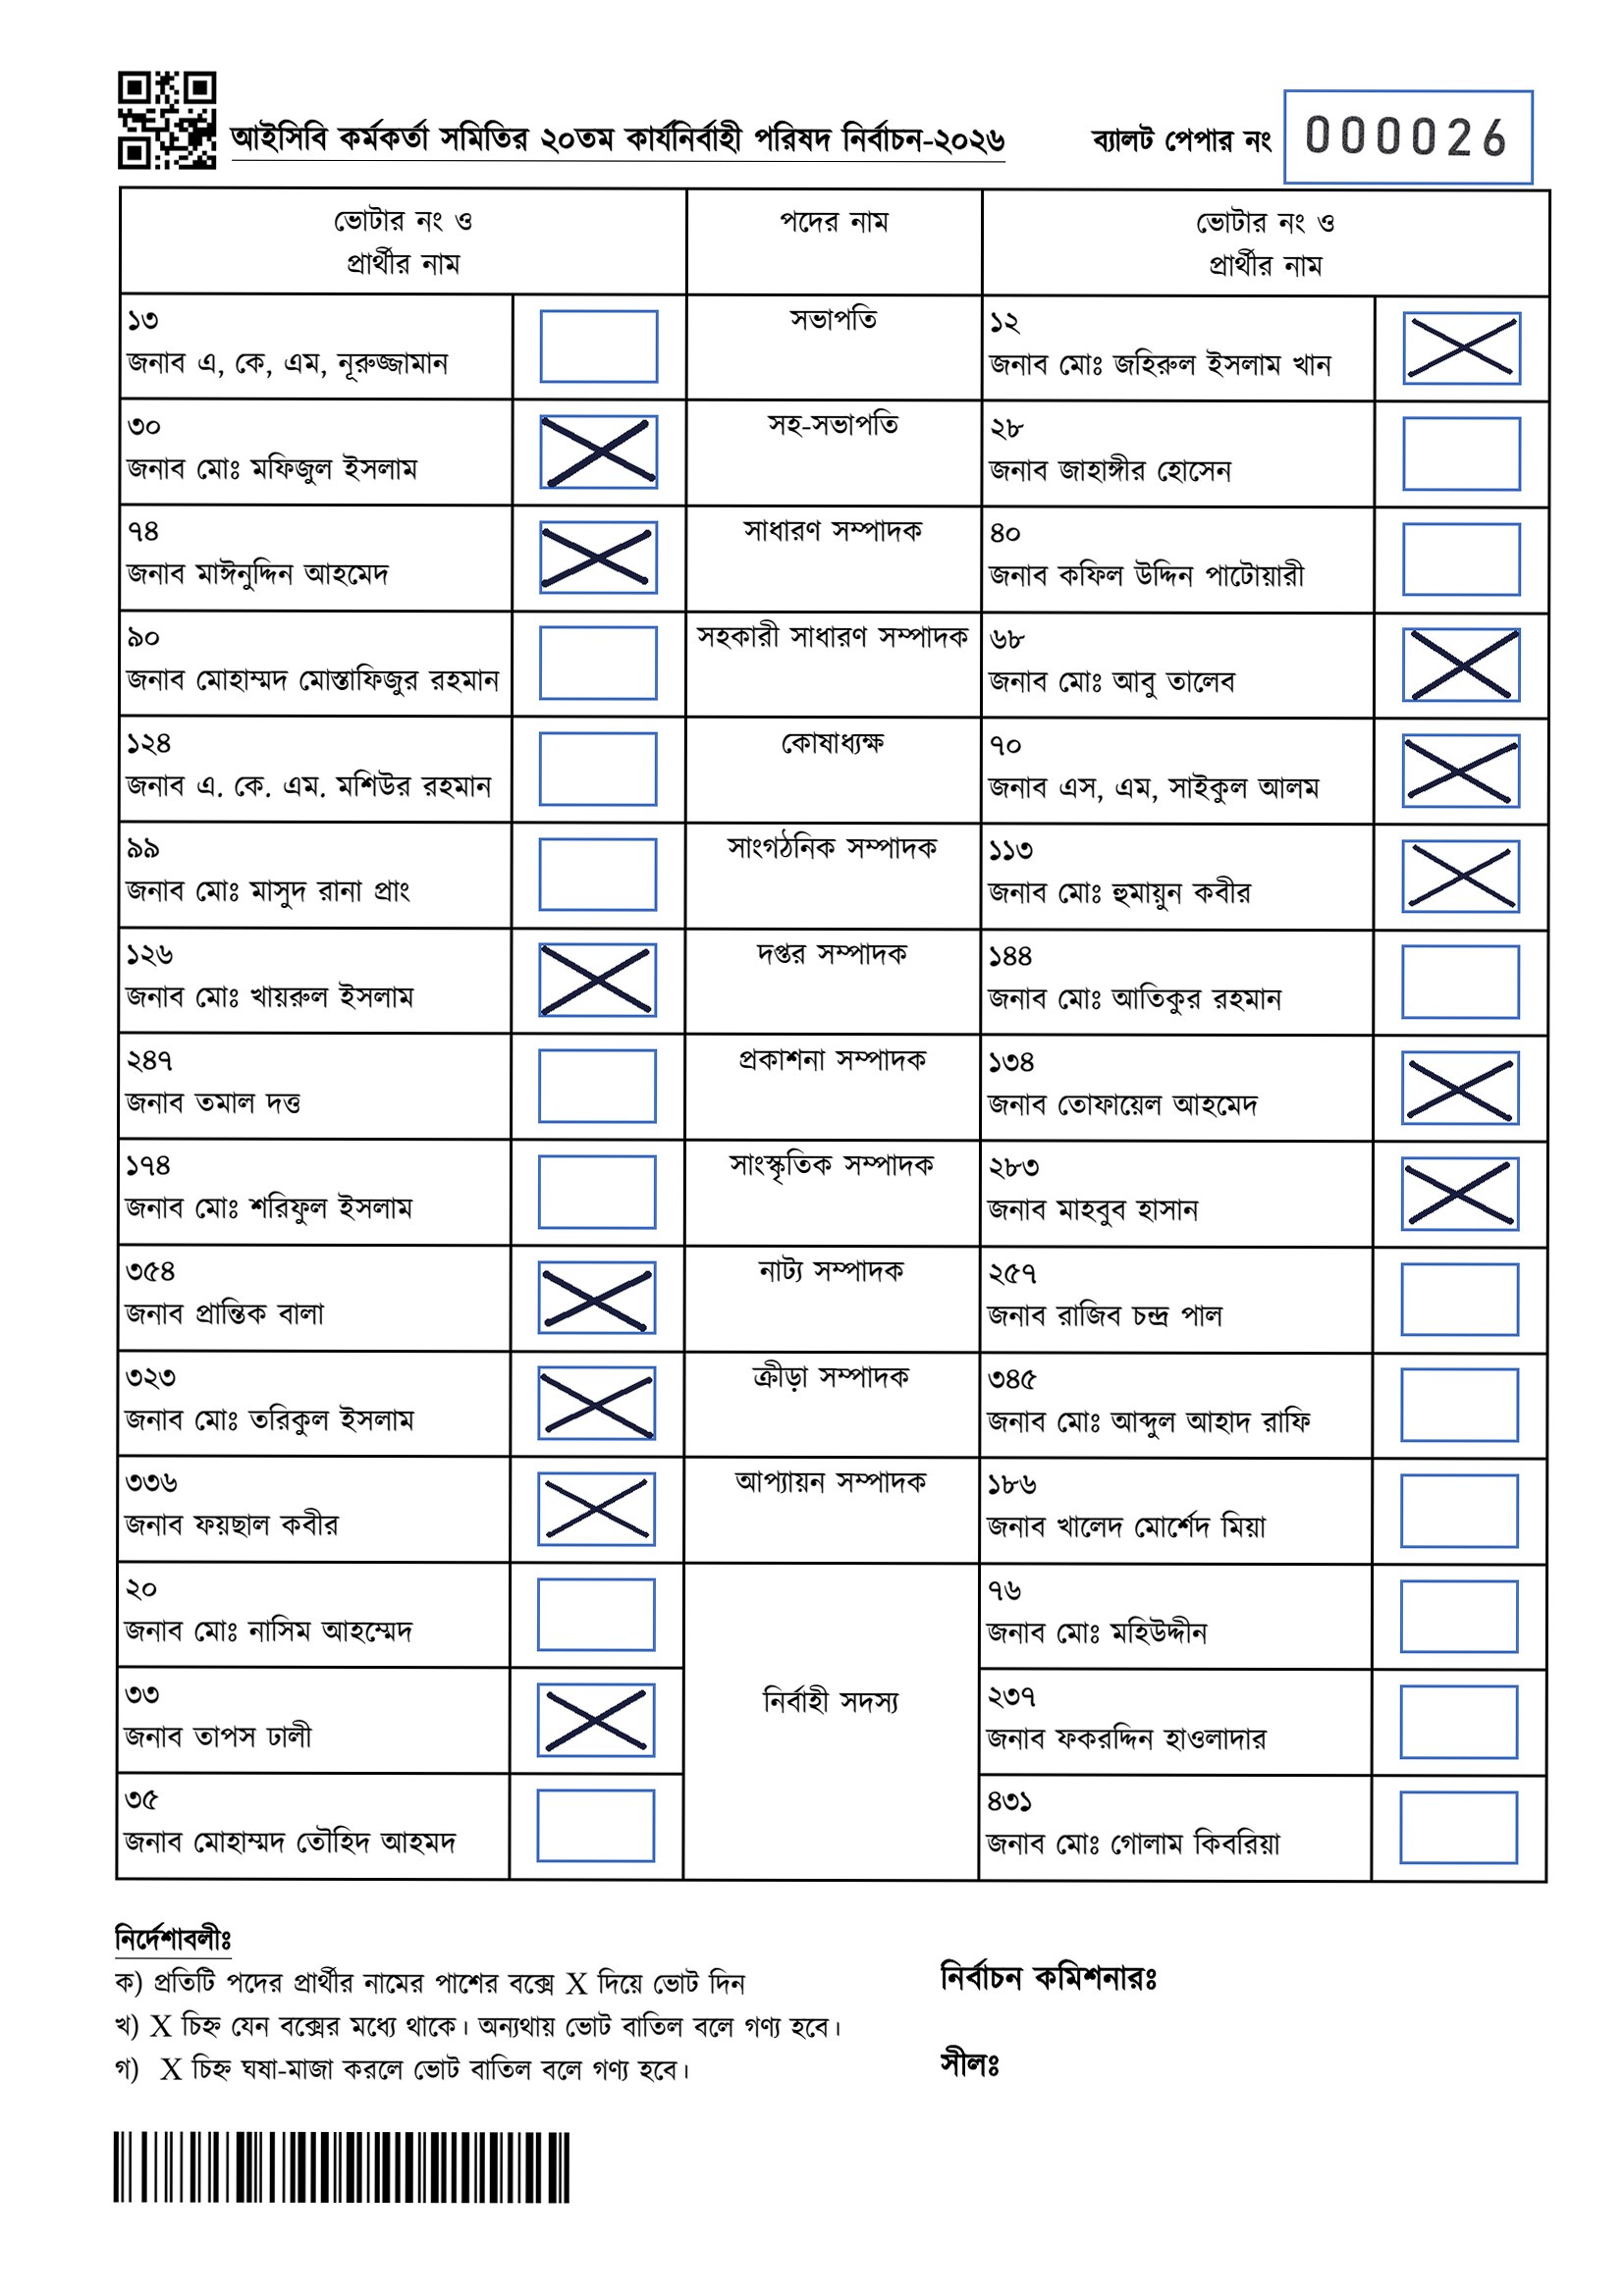 আইসিবি কর্মকর্তা সমিতির ২০তম কার্যনির্বাহী পরিষদ নির্বাচন-২০২৬ ব্যালট পেপার নং 000026
ভোটার নং ও পদের নাম ভোটার নং ও
প্রার্থীর নাম প্রার্থীর নাম
১৩ সভাপতি ১২
জনাব এ, কে, এম, নূরুজ্জামান জনাব মোঃ জহিরুল ইসলাম খান
৩০ সহ-সভাপতি ২৮
জনাব মোঃ মফিজুল ইসলাম জনাব জাহাঙ্গীর হোসেন
৭৪ সাধারণ সম্পাদক ৪০
জনাব মাঈনুদ্দিন আহমেদ জনাব কফিল উদ্দিন পাটোয়ারী
৯০ সহকারী সাধারণ সম্পাদক ৬৮
জনাব মোহাম্মদ মোস্তাফিজুর রহমান জনাব মোঃ আবু তালেব
১২৪ কোষাধ্যক্ষ ৭০
জনাব এ. কে. এম. মশিউর রহমান জনাব এস, এম, সাইকুল আলম
৯৯ সাংগঠনিক সম্পাদক ১১৩
জনাব মোঃ মাসুদ রানা প্রাং জনাব মোঃ হুমায়ুন কবীর
১২৬ দপ্তর সম্পাদক ১৪৪
জনাব মোঃ খায়রুল ইসলাম জনাব মোঃ আতিকুর রহমান
২৪৭ প্রকাশনা সম্পাদক ১৩৪
জনাব তমাল দত্ত জনাব তোফায়েল আহমেদ
১৭৪ সাংস্কৃতিক সম্পাদক ২৮৩
জনাব মোঃ শরিফুল ইসলাম জনাব মাহবুব হাসান
৩৫৪ নাট্য সম্পাদক ২৫৭
জনাব প্রান্তিক বালা জনাব রাজিব চন্দ্র পাল
৩২৩ ক্রীড়া সম্পাদক ৩৪৫
জনাব মোঃ তরিকুল ইসলাম জনাব মোঃ আব্দুল আহাদ রাফি
৩৩৬ আপ্যায়ন সম্পাদক ১৮৬
জনাব ফয়ছাল কবীর জনাব খালেদ মোর্শেদ মিয়া
২০ ৭৬
জনাব মোঃ নাসিম আহম্মেদ জনাব মোঃ মহিউদ্দীন
৩৩ নির্বাহী সদস্য ২৩৭
জনাব তাপস ঢালী জনাব ফকরদ্দিন হাওলাদার
৩৫ ৪৩১
জনাব মোহাম্মদ তৌহিদ আহমদ জনাব মোঃ গোলাম কিবরিয়া
নির্দেশাবলীঃ
ক) প্রতিটি পদের প্রার্থীর নামের পাশের বক্সে X দিয়ে ভোট দিন
নির্বাচন কমিশনারঃ
খ) X চিহ্ন যেন বক্সের মধ্যে থাকে। অন্যথায় ভোট বাতিল বলে গণ্য হবে।
গ) X চিহ্ন ঘষা-মাজা করলে ভোট বাতিল বলে গণ্য হবে।
সীলঃ